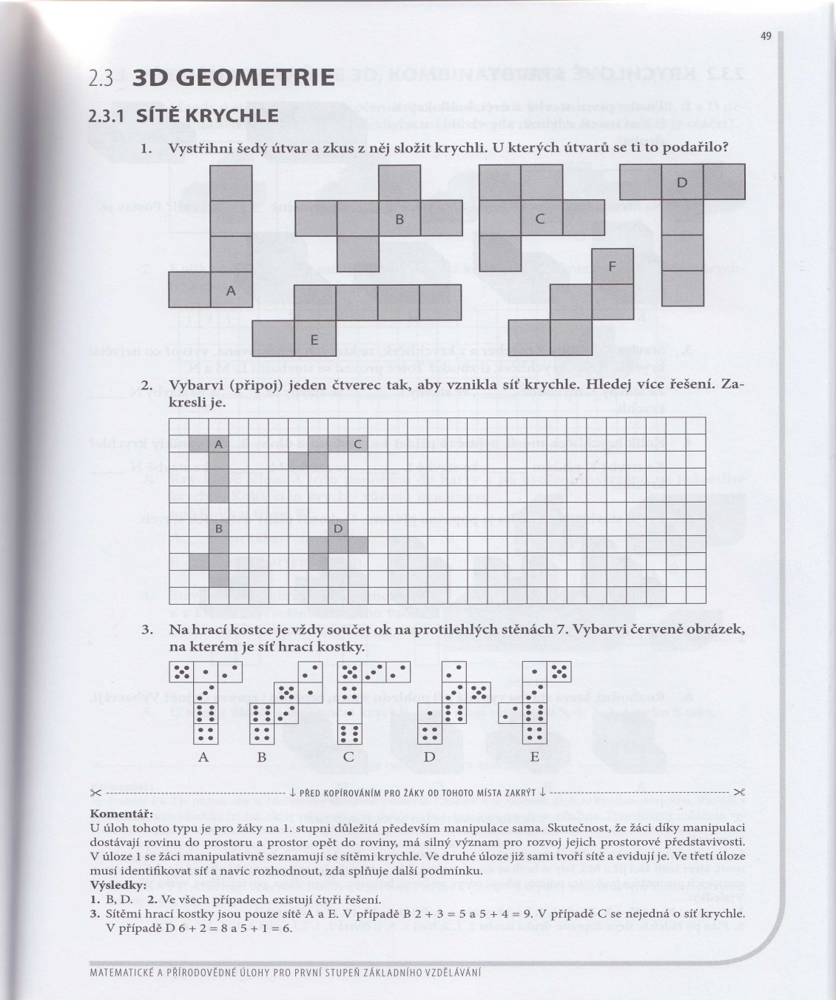 49
2.3 3D GEOMETRIE
2.3.1 SÍTĚ KRYCHLE
1. Vystřihni šedý útvar a zkus z něj složit krychli. U kterých útvarů se ti to podařilo?
D
B
C
F
A
E
2. Vybarvi (připoj) jeden čtverec tak, aby vznikla síť krychle. Hledej více řešení. Za-
kresli je.
A
C
B
D
3. Na hrací kostce je vždy součet ok na protilehlých stěnách 7. Vybarvi červeně obrázek,
na kterém je síť hrací kostky.
A B C D E
↓ PŘED KOPÍROVÁNÍM PRO ŽÁKY OD TOHOTO MÍSTA ZAKRÝT ↓
Komentář:
U úloh tohoto typu je pro žáky na 1. stupni důležitá především manipulace sama. Skutečnost, že žáci díky manipulaci
dostávají rovinu do prostoru a prostor opět do roviny, má silný význam pro rozvoj jejich prostorové představivosti.
V úloze 1 se žáci manipulativně seznamují se sítěmi krychle. Ve druhé úloze již sami tvoří sítě a evidují je. Ve třetí úloze
musí identifikovat síť a navíc rozhodnout, zda splňuje další podmínku.
Výsledky:
1. B, D. 2. Ve všech případech existují čtyři řešení.
3. Sítěmi hrací kostky jsou pouze sítě A a E. V případě B 2 + 3 = 5 a 5 + 4 = 9. V případě C se nejedná o síť krychle.
V případě D 6 + 2 = 8 a 5 + 1 = 6.
MATEMATICKÉ A PŘÍRODOVĚDNÉ ÚLOHY PRO PRVNÍ STUPEŇ ZÁKLADNÍHO VZDĚLÁVÁNÍ